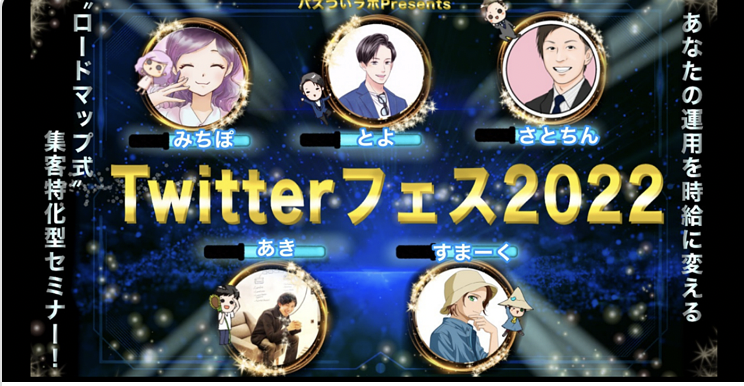 バズついラボPresents
あなたの運用を時給に変える
"ロードマップ式"
集客特化型セミナー!
みちぽ
とよ
さとちん
Twitterフェス2022
あき
すまーく